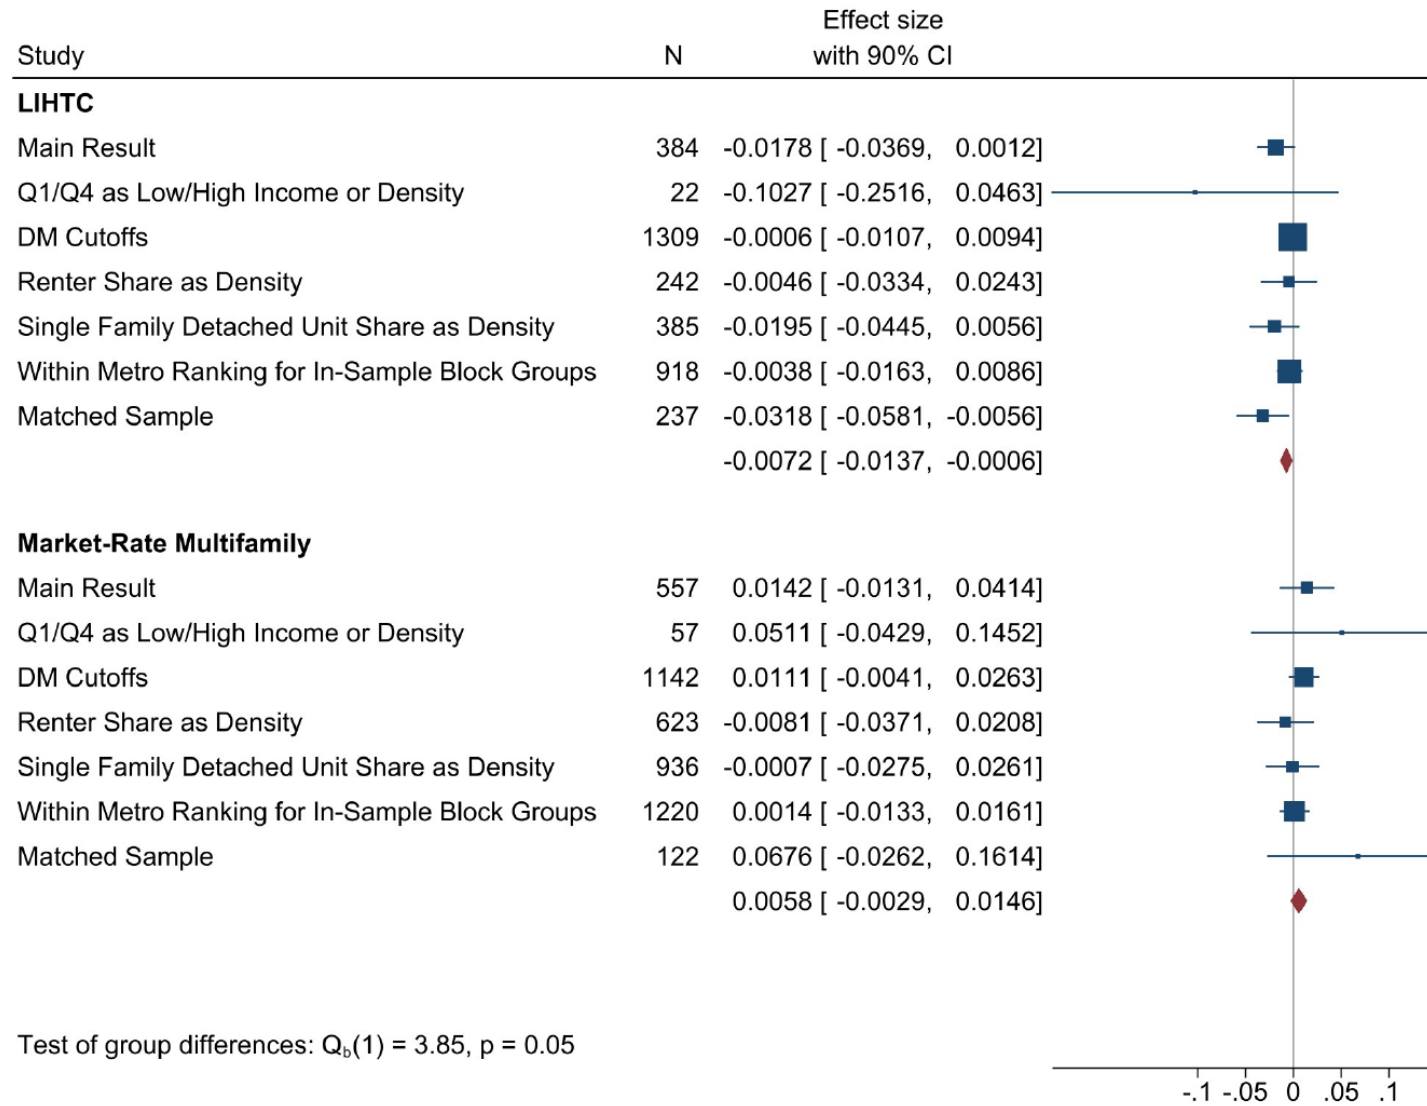 Effect size
Study N with 90% CI
LIHTC
Main Result 384 -0.0178 [ -0.0369, 0.0012]
Q1/Q4 as Low/High Income or Density 22 -0.1027 [ -0.2516, 0.0463]
DM Cutoffs 1309 -0.0006 [ -0.0107, 0.0094]
Renter Share as Density 242 -0.0046 [ -0.0334, 0.0243]
Single Family Detached Unit Share as Density 385 -0.0195 [ -0.0445, 0.0056]
Within Metro Ranking for In-Sample Block Groups 918 -0.0038 [ -0.0163, 0.0086]
Matched Sample 237 -0.0318 [ -0.0581, -0.0056]
-0.0072 [ -0.0137, -0.0006]
Market-Rate Multifamily
Main Result 557 0.0142 [ -0.0131, 0.0414]
Q1/Q4 as Low/High Income or Density 57 0.0511 [ -0.0429, 0.1452]
DM Cutoffs 1142 0.0111 [ -0.0041, 0.0263]
Renter Share as Density 623 -0.0081 [ -0.0371, 0.0208]
Single Family Detached Unit Share as Density 936 -0.0007 [ -0.0275, 0.0261]
Within Metro Ranking for In-Sample Block Groups 1220 0.0014 [ -0.0133, 0.0161]
Matched Sample 122 0.0676 [ -0.0262, 0.1614]
0.0058 [ -0.0029, 0.0146]
Test of group differences: Q_b(1) = 3.85, p = 0.05
-.1 -.05 0 .05 .1